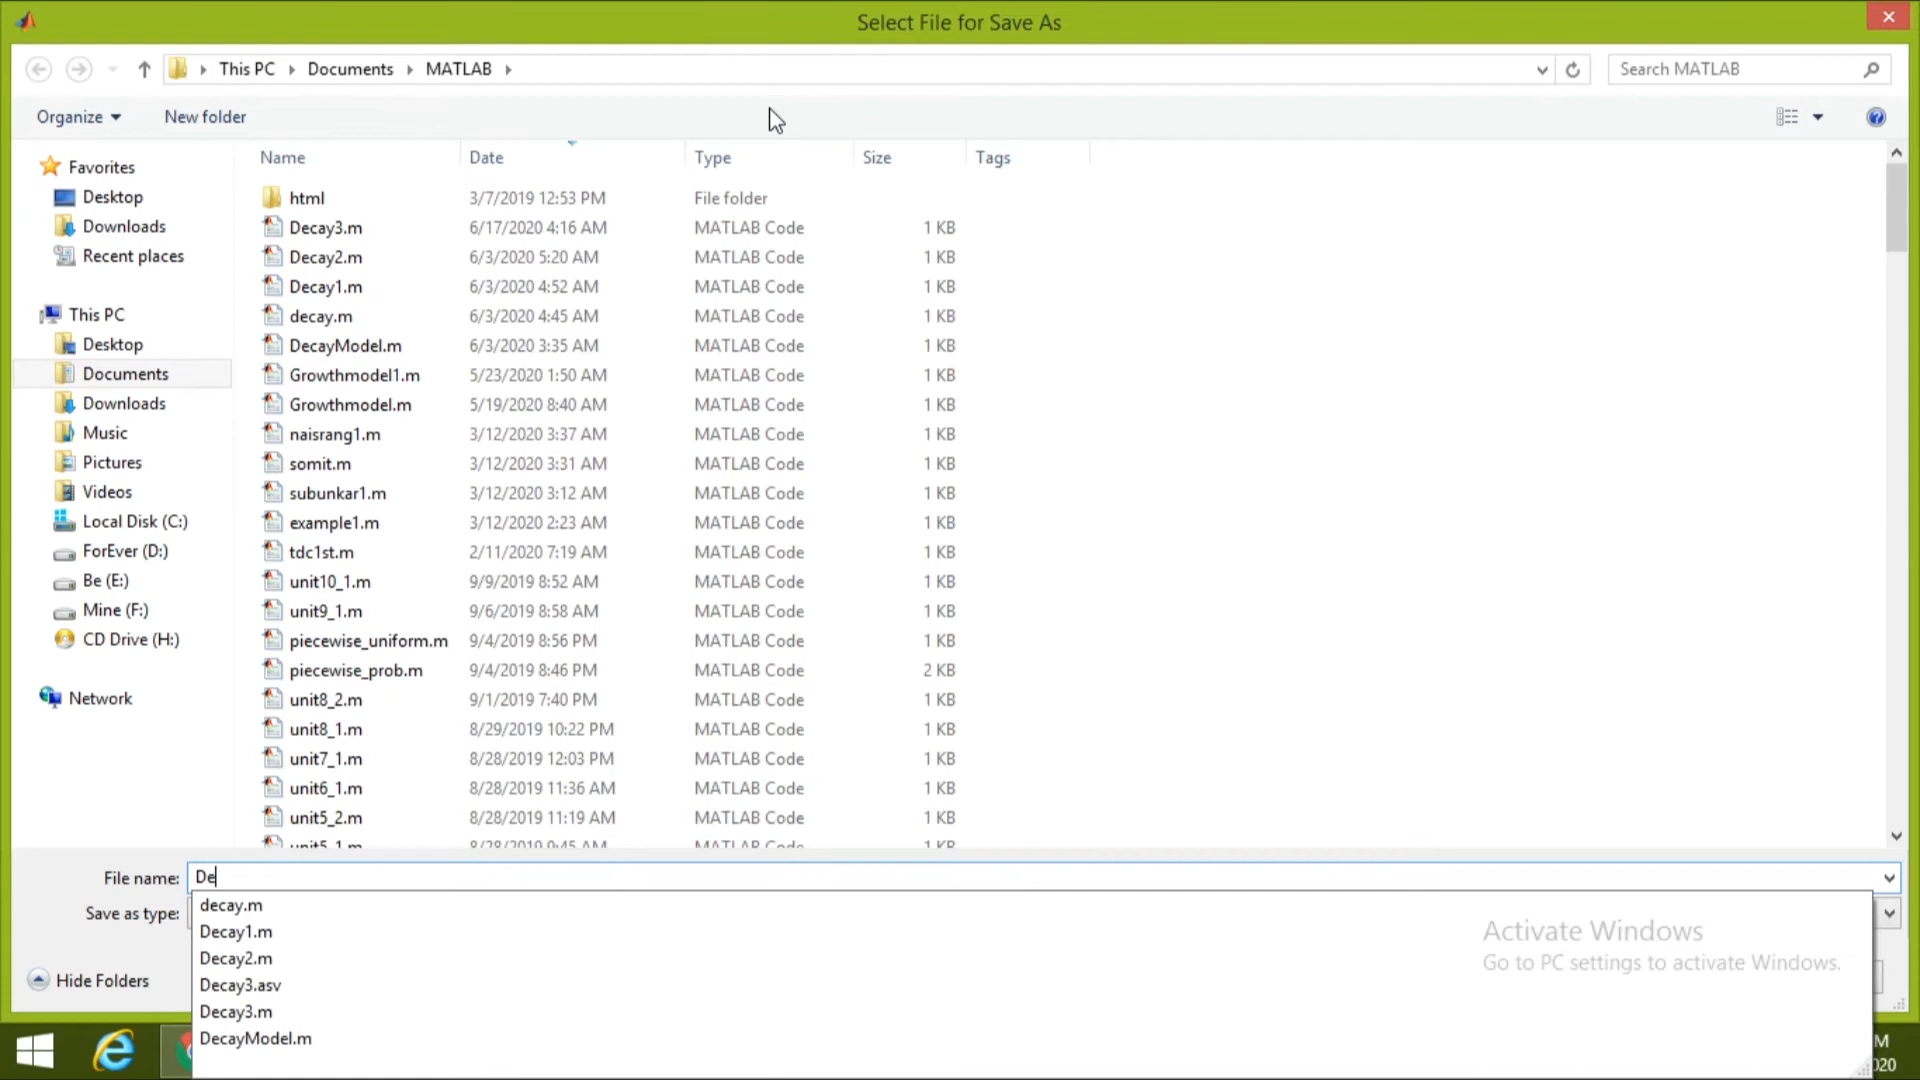 Select File for Save As
This PC Documents MATLAB
Search MATLAB
Organize New folder
Name Date Type Size Tags
Favorites
Desktop
Downloads
Recent places
This PC
Desktop
Documents
Downloads
Music
Pictures
Videos
Local Disk (C:)
ForEver (D:)
Be (E:)
Mine (F:)
CD Drive (H:)
Network
html 3/7/2019 12:53 PM File folder
Decay3.m 6/17/2020 4:16 AM MATLAB Code 1 KB
Decay2.m 6/3/2020 5:20 AM MATLAB Code 1 KB
Decay1.m 6/3/2020 4:52 AM MATLAB Code 1 KB
decay.m 6/3/2020 4:45 AM MATLAB Code 1 KB
DecayModel.m 6/3/2020 3:35 AM MATLAB Code 1 KB
Growthmodel1.m 5/23/2020 1:50 AM MATLAB Code 1 KB
Growthmodel.m 5/19/2020 8:40 AM MATLAB Code 1 KB
naisrang1.m 3/12/2020 3:37 AM MATLAB Code 1 KB
somit.m 3/12/2020 3:31 AM MATLAB Code 1 KB
subunkar1.m 3/12/2020 3:12 AM MATLAB Code 1 KB
example1.m 3/12/2020 2:23 AM MATLAB Code 1 KB
tdc1st.m 2/11/2020 7:19 AM MATLAB Code 1 KB
unit10_1.m 9/9/2019 8:52 AM MATLAB Code 1 KB
unit9_1.m 9/6/2019 8:58 AM MATLAB Code 1 KB
piecewise_uniform.m 9/4/2019 8:56 PM MATLAB Code 1 KB
piecewise_prob.m 9/4/2019 8:46 PM MATLAB Code 2 KB
unit8_2.m 9/1/2019 7:40 PM MATLAB Code 1 KB
unit8_1.m 8/29/2019 10:22 PM MATLAB Code 1 KB
unit7_1.m 8/28/2019 12:03 PM MATLAB Code 1 KB
unit6_1.m 8/28/2019 11:36 AM MATLAB Code 1 KB
unit5_2.m 8/28/2019 11:19 AM MATLAB Code 1 KB
unit5_1.m 8/28/2019 9:45 AM MATLAB Code 1 KB
File name: De
Save as type:
decay.m
Decay1.m
Decay2.m
Decay3.asv
Decay3.m
DecayModel.m
Hide Folders
Activate Windows
Go to PC settings to activate Windows.
M
020